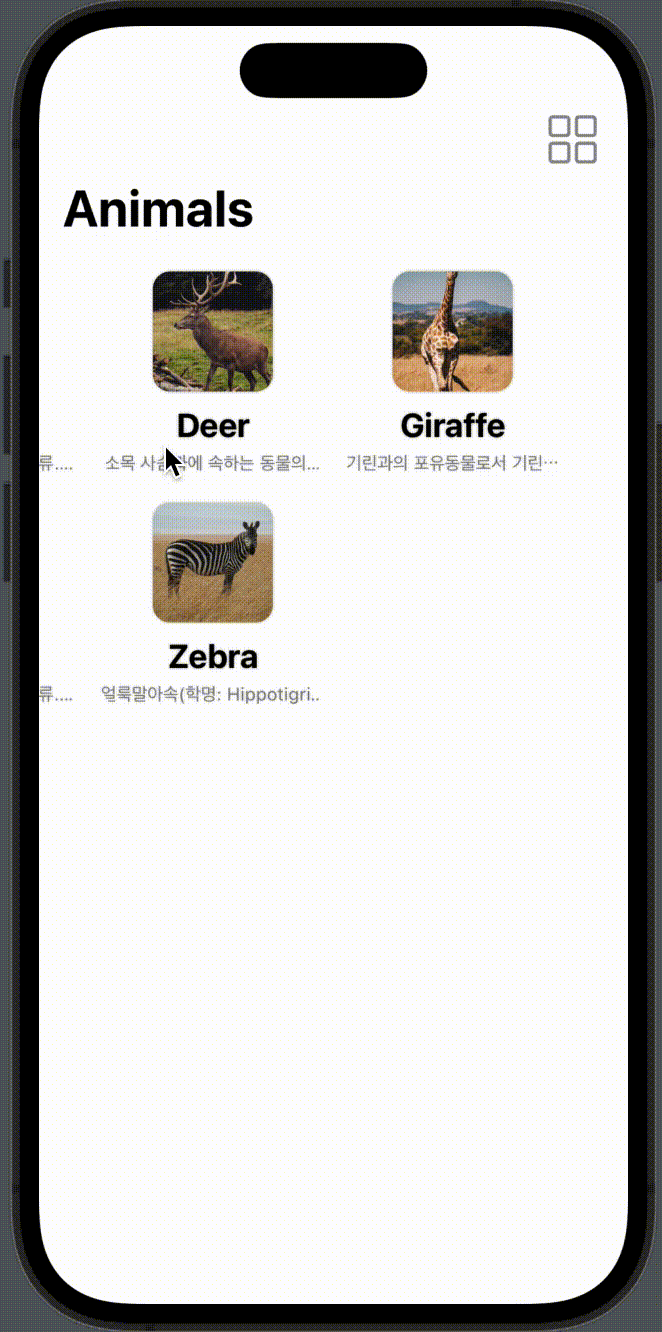 Animals
Deer
Giraffe
류....
소목 사슴과에 속하는 동물의...
기린과의 포유동물로서 기린…
Zebra
류....
얼룩말아속(학명: Hippotigri..